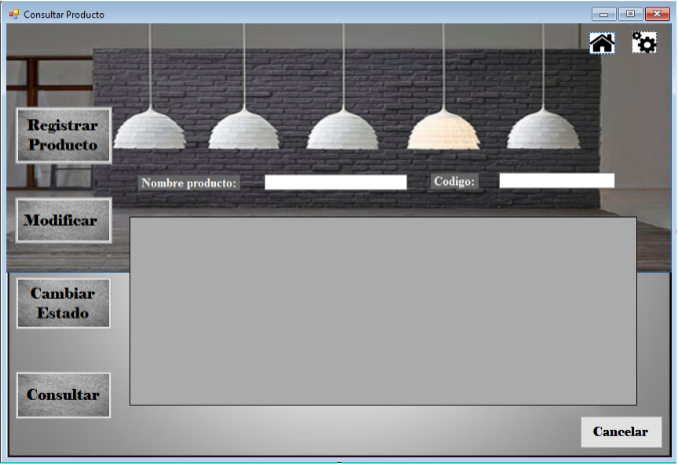 Consultar Producto
Nombre producto:
Codigo:
Registrar
Producto
Modificar
Cambiar
Estado
Consultar
Cancelar